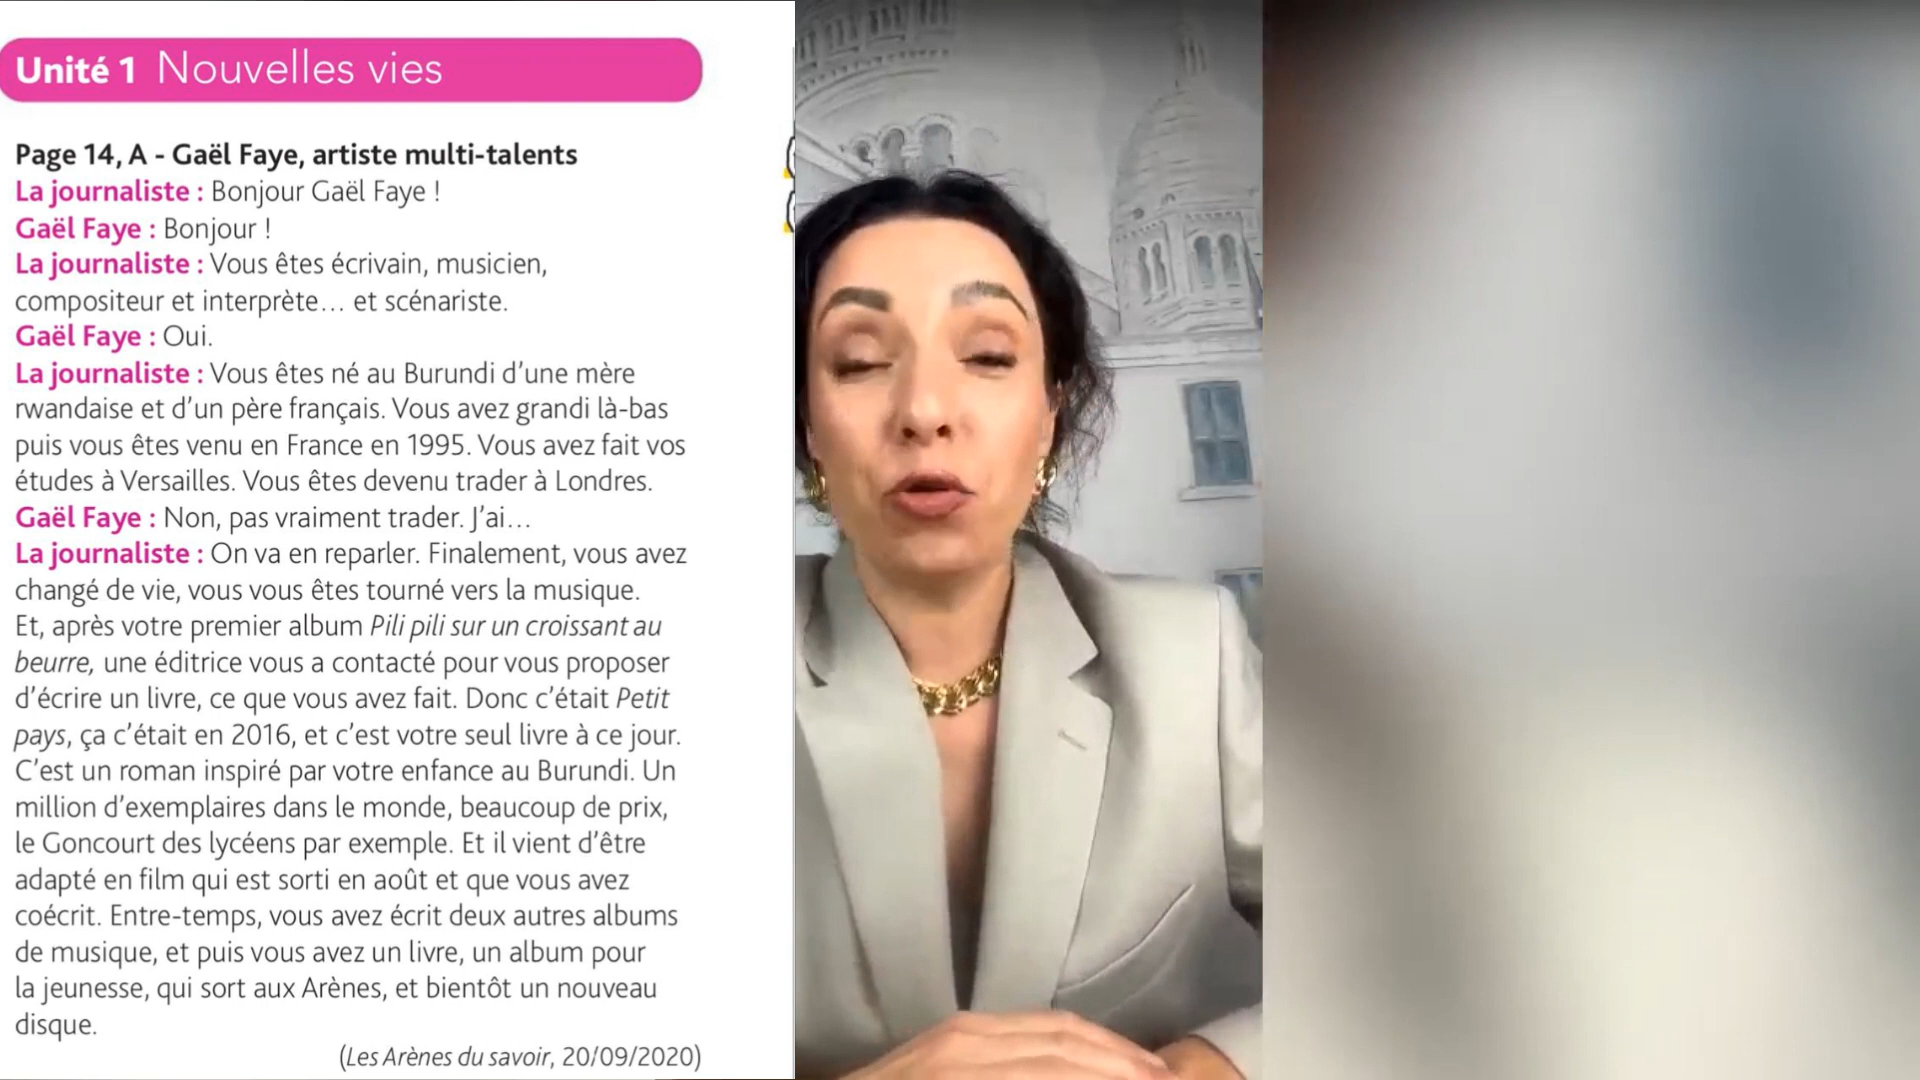 Unité 1 Nouvelles vies
Page 14, A - Gaël Faye, artiste multi-talents
La journaliste : Bonjour Gaël Faye !
Gaël Faye : Bonjour !
La journaliste : Vous êtes écrivain, musicien,
compositeur et interprète… et scénariste.
Gaël Faye : Oui.
La journaliste : Vous êtes né au Burundi d’une mère
rwandaise et d’un père français. Vous avez grandi là-bas
puis vous êtes venu en France en 1995. Vous avez fait vos
études à Versailles. Vous êtes devenu trader à Londres.
Gaël Faye : Non, pas vraiment trader. J’ai…
La journaliste : On va en reparler. Finalement, vous avez
changé de vie, vous vous êtes tourné vers la musique.
Et, après votre premier album Pili pili sur un croissant au
beurre, une éditrice vous a contacté pour vous proposer
d’écrire un livre, ce que vous avez fait. Donc c’était Petit
pays, ça c’était en 2016, et c’est votre seul livre à ce jour.
C’est un roman inspiré par votre enfance au Burundi. Un
million d’exemplaires dans le monde, beaucoup de prix,
le Goncourt des lycéens par exemple. Et il vient d’être
adapté en film qui est sorti en août et que vous avez
coécrit. Entre-temps, vous avez écrit deux autres albums
de musique, et puis vous avez un livre, un album pour
la jeunesse, qui sort aux Arènes, et bientôt un nouveau
disque.
(Les Arènes du savoir, 20/09/2020)